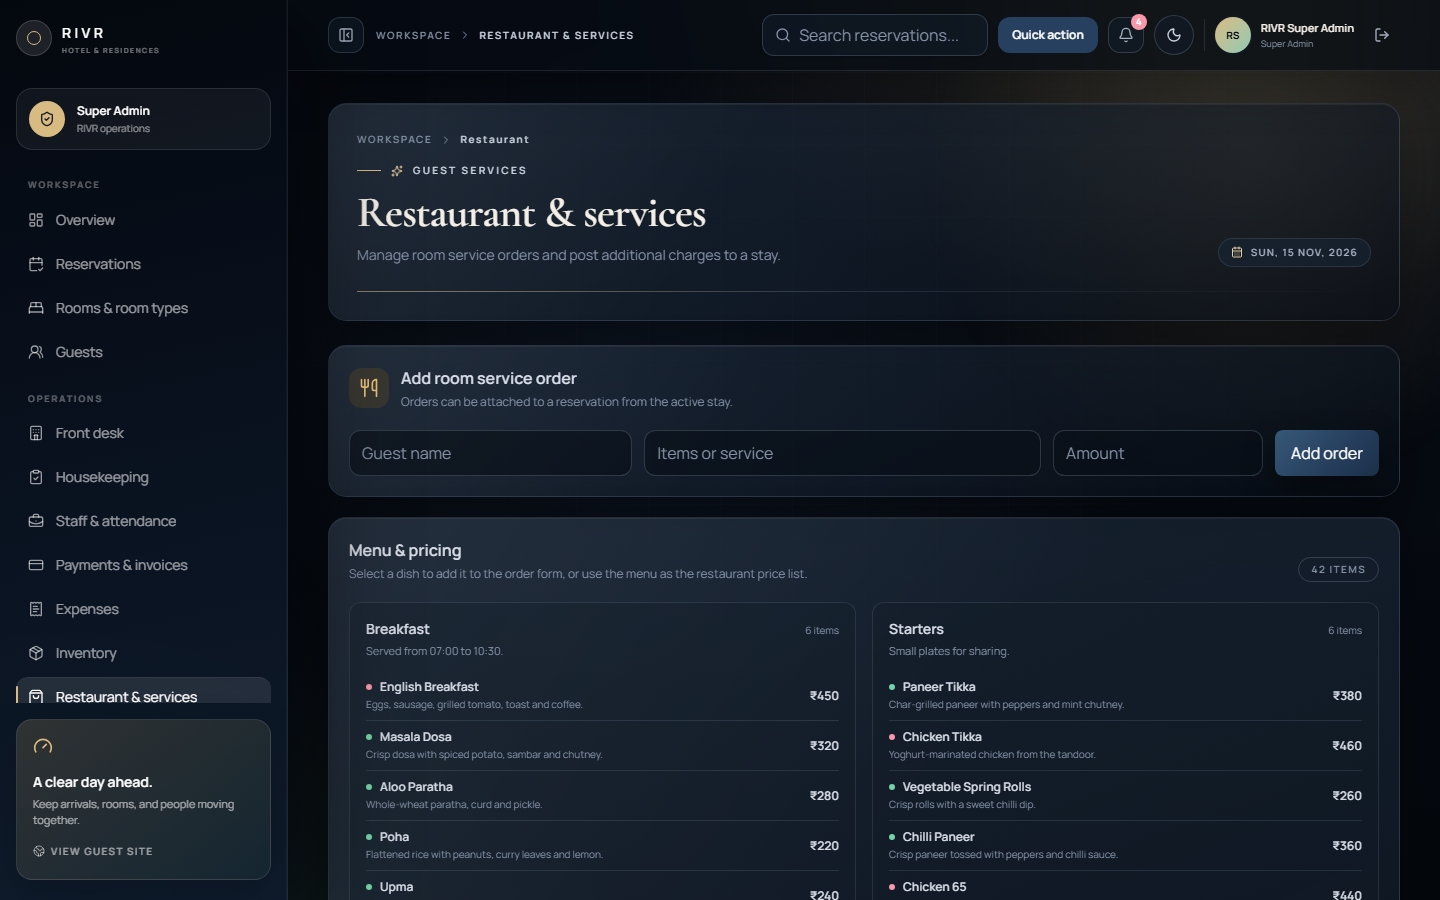 RIVR
HOTEL & RESIDENCES
Super Admin
RIVR operations
WORKSPACE
Overview
Reservations
Rooms & room types
Guests
OPERATIONS
Front desk
Housekeeping
Staff & attendance
Payments & invoices
Expenses
Inventory
Restaurant & services
A clear day ahead.
Keep arrivals, rooms, and people moving
together.
VIEW GUEST SITE
WORKSPACE > RESTAURANT & SERVICES
Search reservations...
Quick action
4
RS
RIVR Super Admin
Super Admin
WORKSPACE > Restaurant
GUEST SERVICES
Restaurant & services
Manage room service orders and post additional charges to a stay.
SUN, 15 NOV, 2026
Add room service order
Orders can be attached to a reservation from the active stay.
Guest name
Items or service
Amount
Add order
Menu & pricing
Select a dish to add it to the order form, or use the menu as the restaurant price list.
42 ITEMS
Breakfast
6 items
Served from 07:00 to 10:30.
English Breakfast
₹450
Eggs, sausage, grilled tomato, toast and coffee.
Masala Dosa
₹320
Crisp dosa with spiced potato, sambar and chutney.
Aloo Paratha
₹280
Whole-wheat paratha, curd and pickle.
Poha
₹220
Flattened rice with peanuts, curry leaves and lemon.
Upma
₹240
Starters
6 items
Small plates for sharing.
Paneer Tikka
₹380
Char-grilled paneer with peppers and mint chutney.
Chicken Tikka
₹460
Yoghurt-marinated chicken from the tandoor.
Vegetable Spring Rolls
₹260
Crisp rolls with a sweet chilli dip.
Chilli Paneer
₹360
Crisp paneer tossed with peppers and chilli sauce.
Chicken 65
₹440